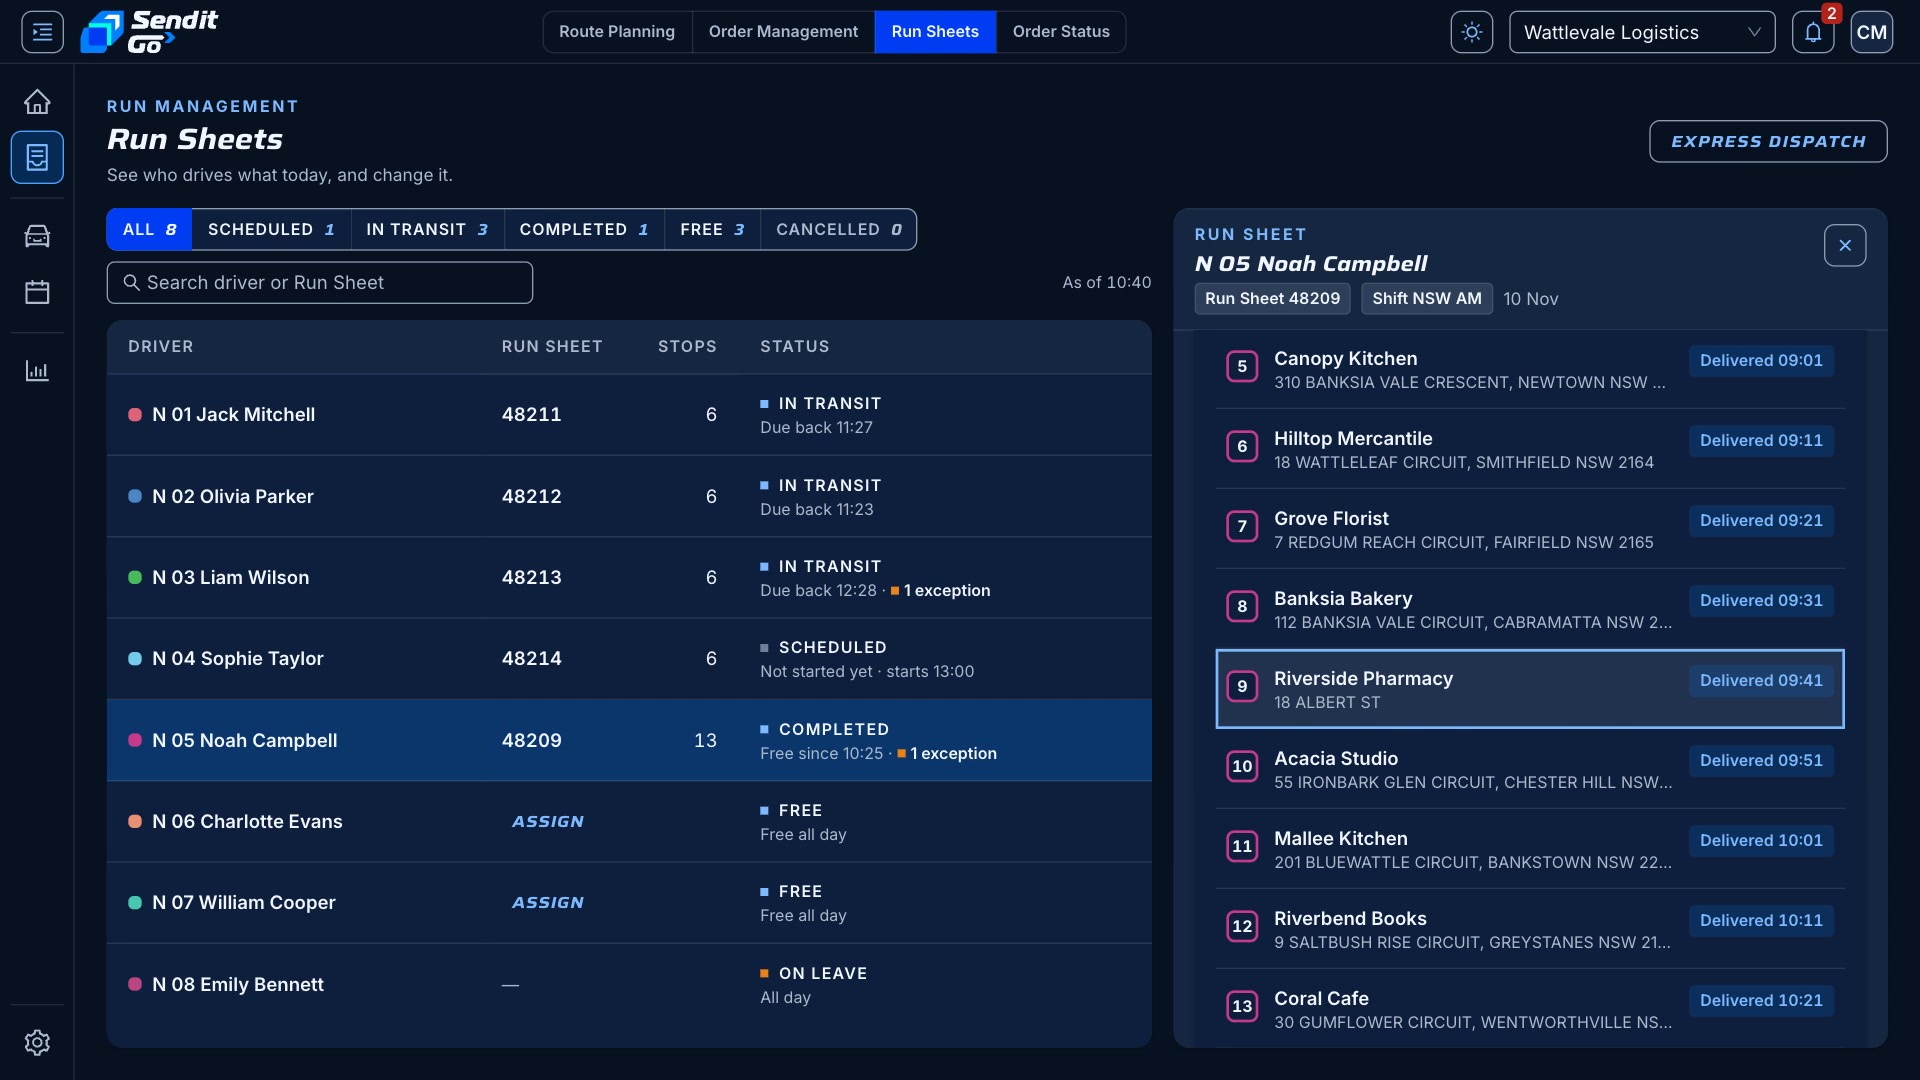 Sendit Go
Route Planning
Order Management
Run Sheets
Order Status
Wattlevale Logistics
2
CM
RUN MANAGEMENT
Run Sheets
See who drives what today, and change it.
EXPRESS DISPATCH
ALL 8
SCHEDULED 1
IN TRANSIT 3
COMPLETED 1
FREE 3
CANCELLED 0
Search driver or Run Sheet
As of 10:40
DRIVER RUN SHEET STOPS STATUS
N 01 Jack Mitchell 48211 6 IN TRANSIT
Due back 11:27
N 02 Olivia Parker 48212 6 IN TRANSIT
Due back 11:23
N 03 Liam Wilson 48213 6 IN TRANSIT
Due back 12:28 · 1 exception
N 04 Sophie Taylor 48214 6 SCHEDULED
Not started yet · starts 13:00
N 05 Noah Campbell 48209 13 COMPLETED
Free since 10:25 · 1 exception
N 06 Charlotte Evans ASSIGN FREE
Free all day
N 07 William Cooper ASSIGN FREE
Free all day
N 08 Emily Bennett — ON LEAVE
All day
RUN SHEET
N 05 Noah Campbell
Run Sheet 48209 Shift NSW AM 10 Nov
5 Canopy Kitchen Delivered 09:01
310 BANKSIA VALE CRESCENT, NEWTOWN NSW ...
6 Hilltop Mercantile Delivered 09:11
18 WATTLELEAF CIRCUIT, SMITHFIELD NSW 2164
7 Grove Florist Delivered 09:21
7 REDGUM REACH CIRCUIT, FAIRFIELD NSW 2165
8 Banksia Bakery Delivered 09:31
112 BANKSIA VALE CIRCUIT, CABRAMATTA NSW 2...
9 Riverside Pharmacy Delivered 09:41
18 ALBERT ST
10 Acacia Studio Delivered 09:51
55 IRONBARK GLEN CIRCUIT, CHESTER HILL NSW...
11 Mallee Kitchen Delivered 10:01
201 BLUEWATTLE CIRCUIT, BANKSTOWN NSW 22...
12 Riverbend Books Delivered 10:11
9 SALTBUSH RISE CIRCUIT, GREYSTANES NSW 21...
13 Coral Cafe Delivered 10:21
30 GUMFLOWER CIRCUIT, WENTWORTHVILLE NS...